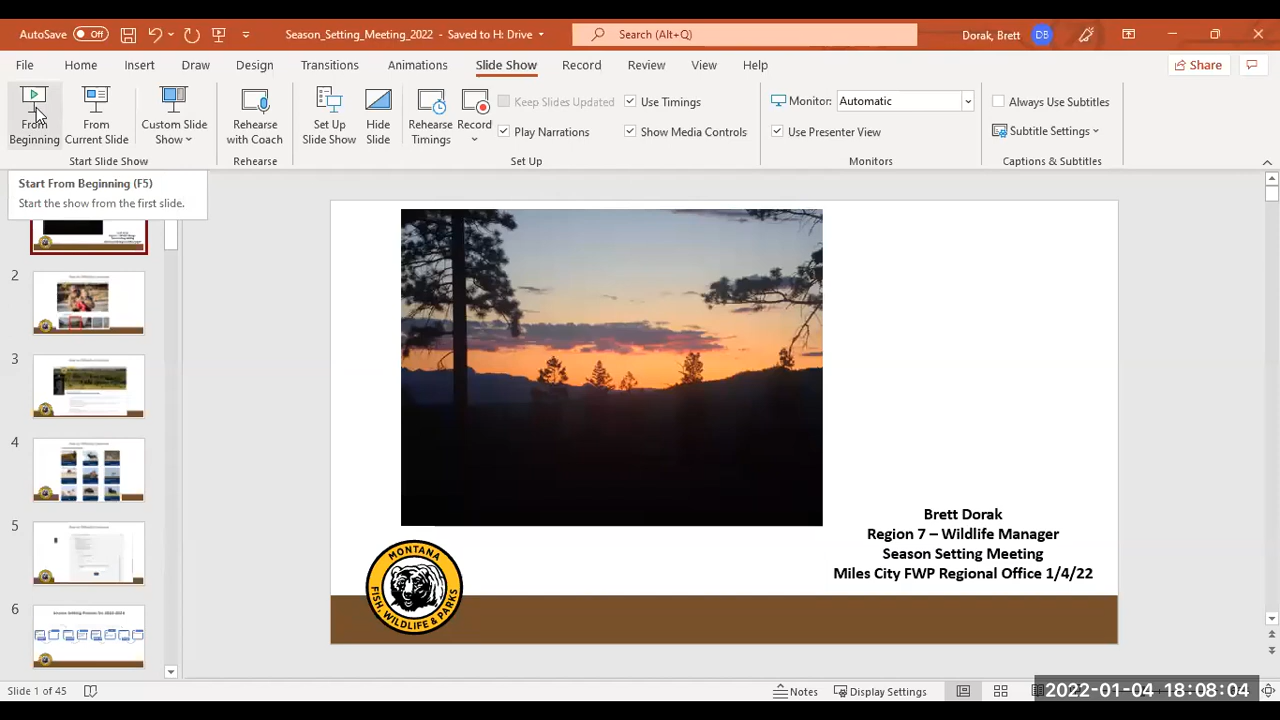 AutoSave Off Season_Setting_Meeting_2022 - Saved to H: Drive Search (Alt+Q) Dorak, Brett DB
File Home Insert Draw Design Transitions Animations Slide Show Record Review View Help Share
From Beginning
From Current Slide
Custom Slide Show
Start Slide Show
Rehearse with Coach
Rehearse
Set Up Slide Show
Hide Slide
Rehearse Timings
Record
Keep Slides Updated
Play Narrations
Use Timings
Show Media Controls
Set Up
Monitor: Automatic
Use Presenter View
Monitors
Always Use Subtitles
Subtitle Settings
Captions & Subtitles
Start From Beginning (F5)
Start the show from the first slide.
2
3
4
5
6
MONTANA
FISH, WILDLIFE & PARKS
Brett Dorak
Region 7 – Wildlife Manager
Season Setting Meeting
Miles City FWP Regional Office 1/4/22
Slide 1 of 45 Notes Display Settings
2022-01-04 18:08:04